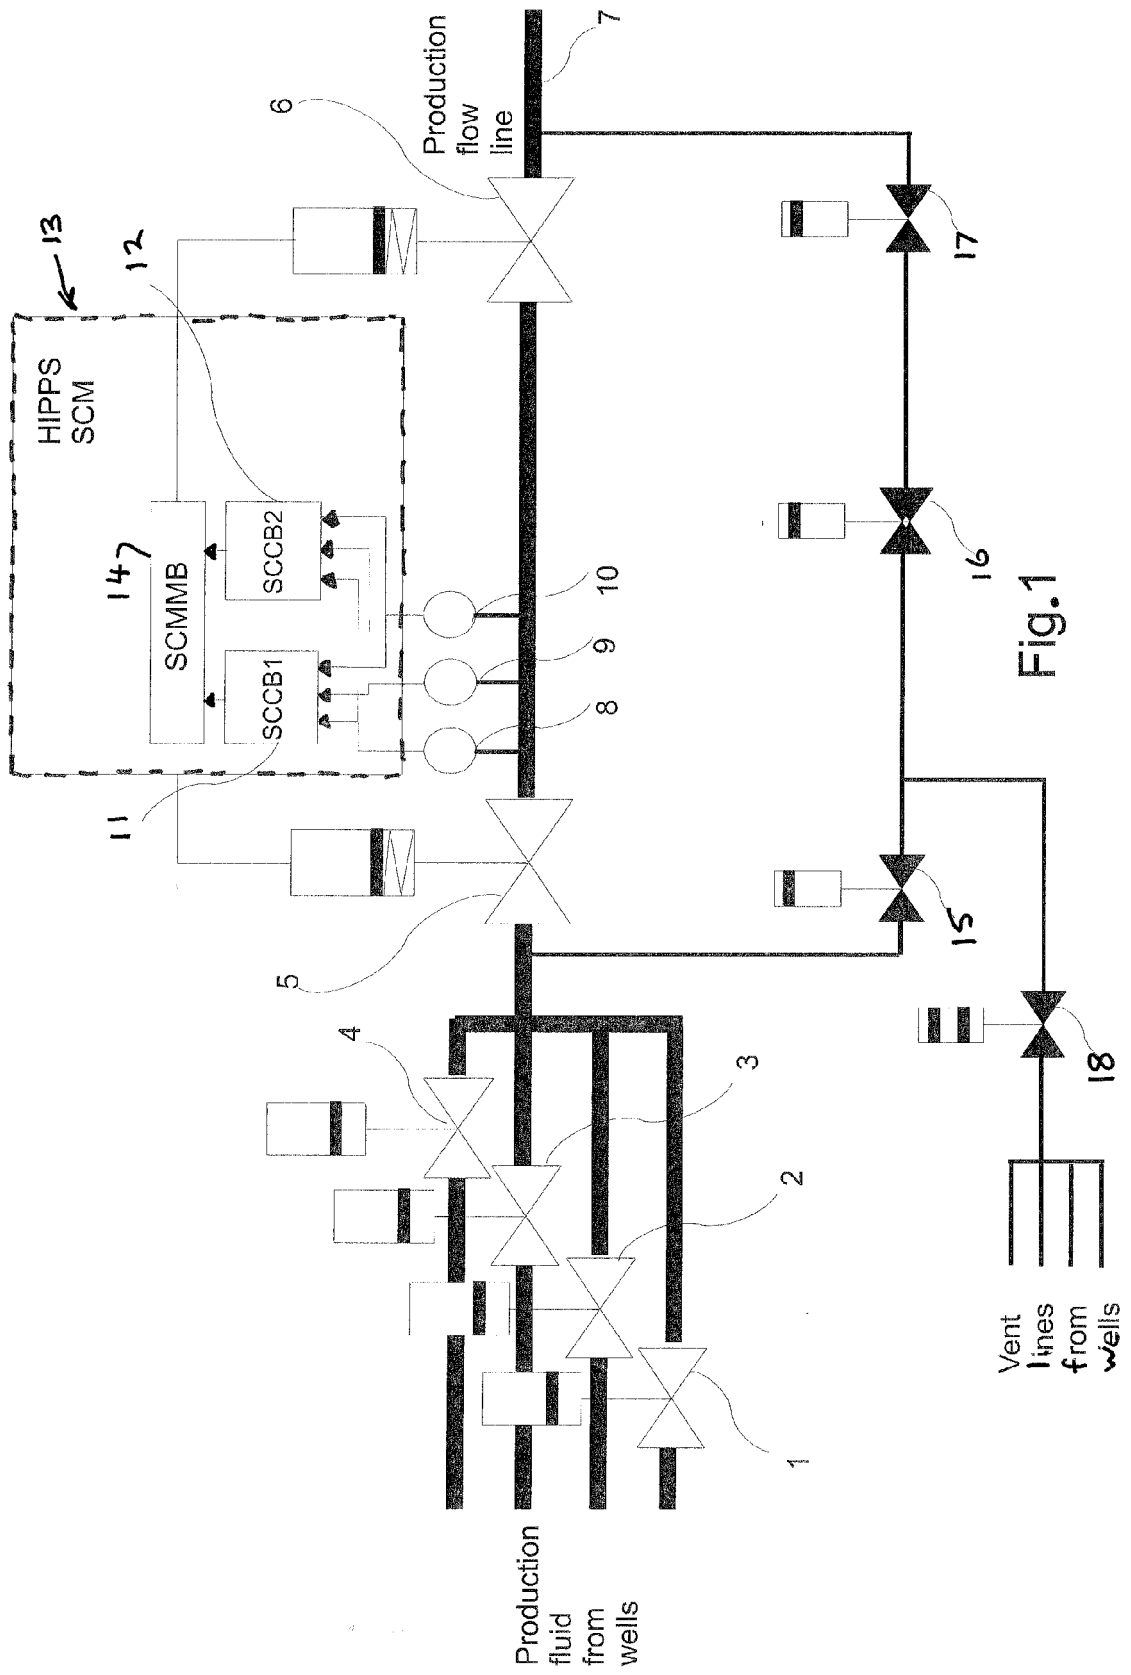 HIPPS
SCM
13
12
14
SCMMB
SCCB1
SCCB2
11
6
Production
flow
line
7
5
8
9
10
4
3
2
1
Production
fluid
from
wells
15
16
17
18
Vent
lines
from
wells
Fig.1